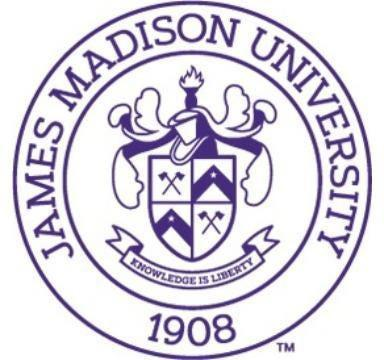 JAMES MADISON UNIVERSITY
KNOWLEDGE IS LIBERTY
1908
TM